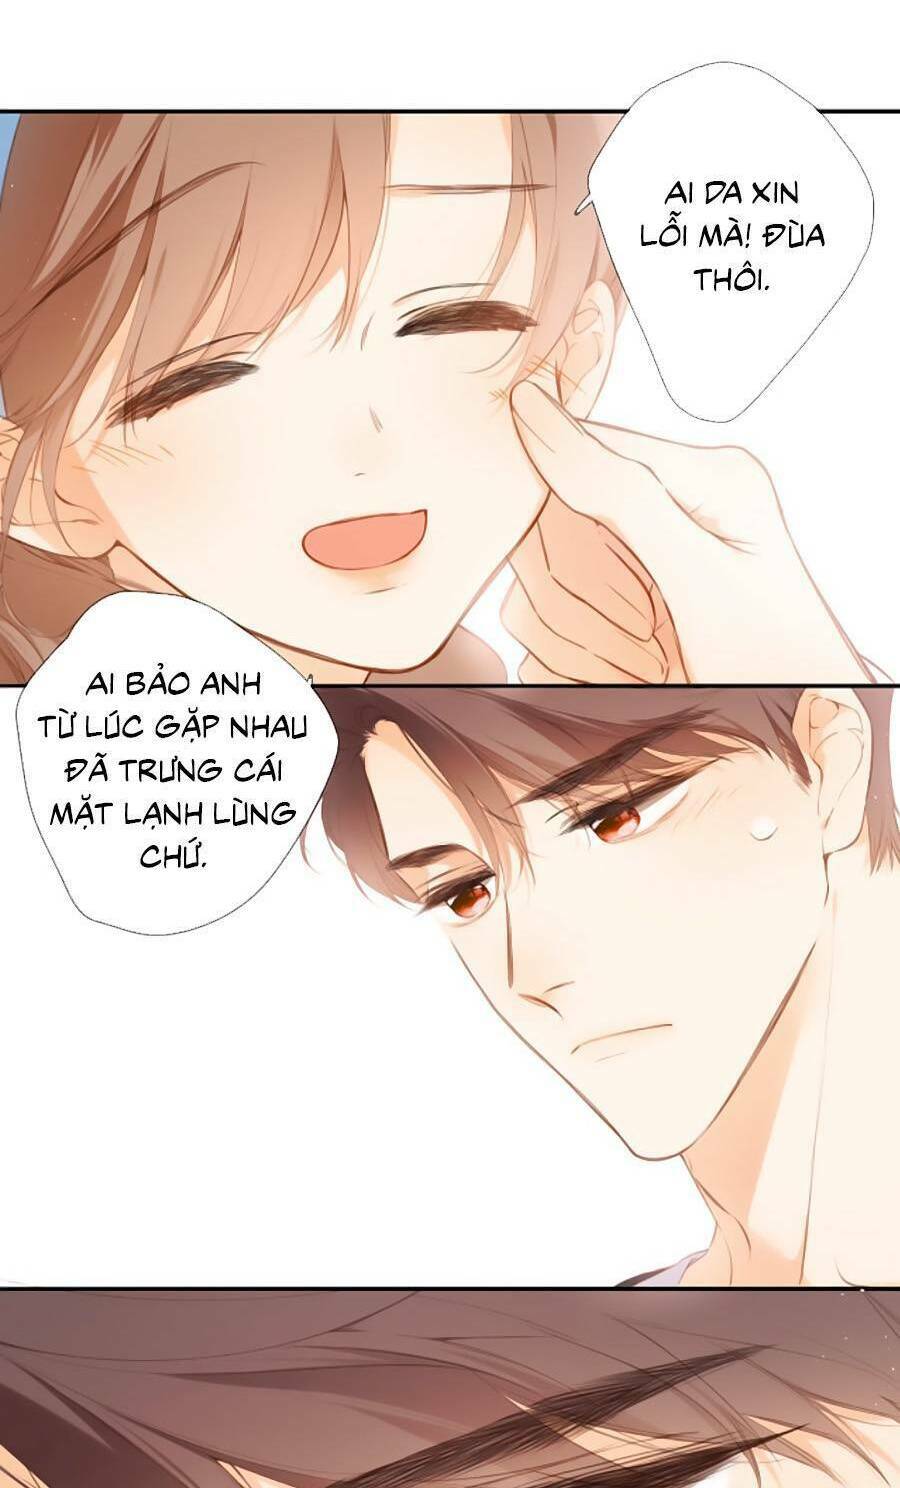 AI DA XIN
LỖI MÀ! ĐÙA
THÔI.
AI BẢO ANH
TỪ LÚC GẶP NHAU
ĐÃ TRƯNG CÁI
MẶT LẠNH LÙNG
CHỨ.